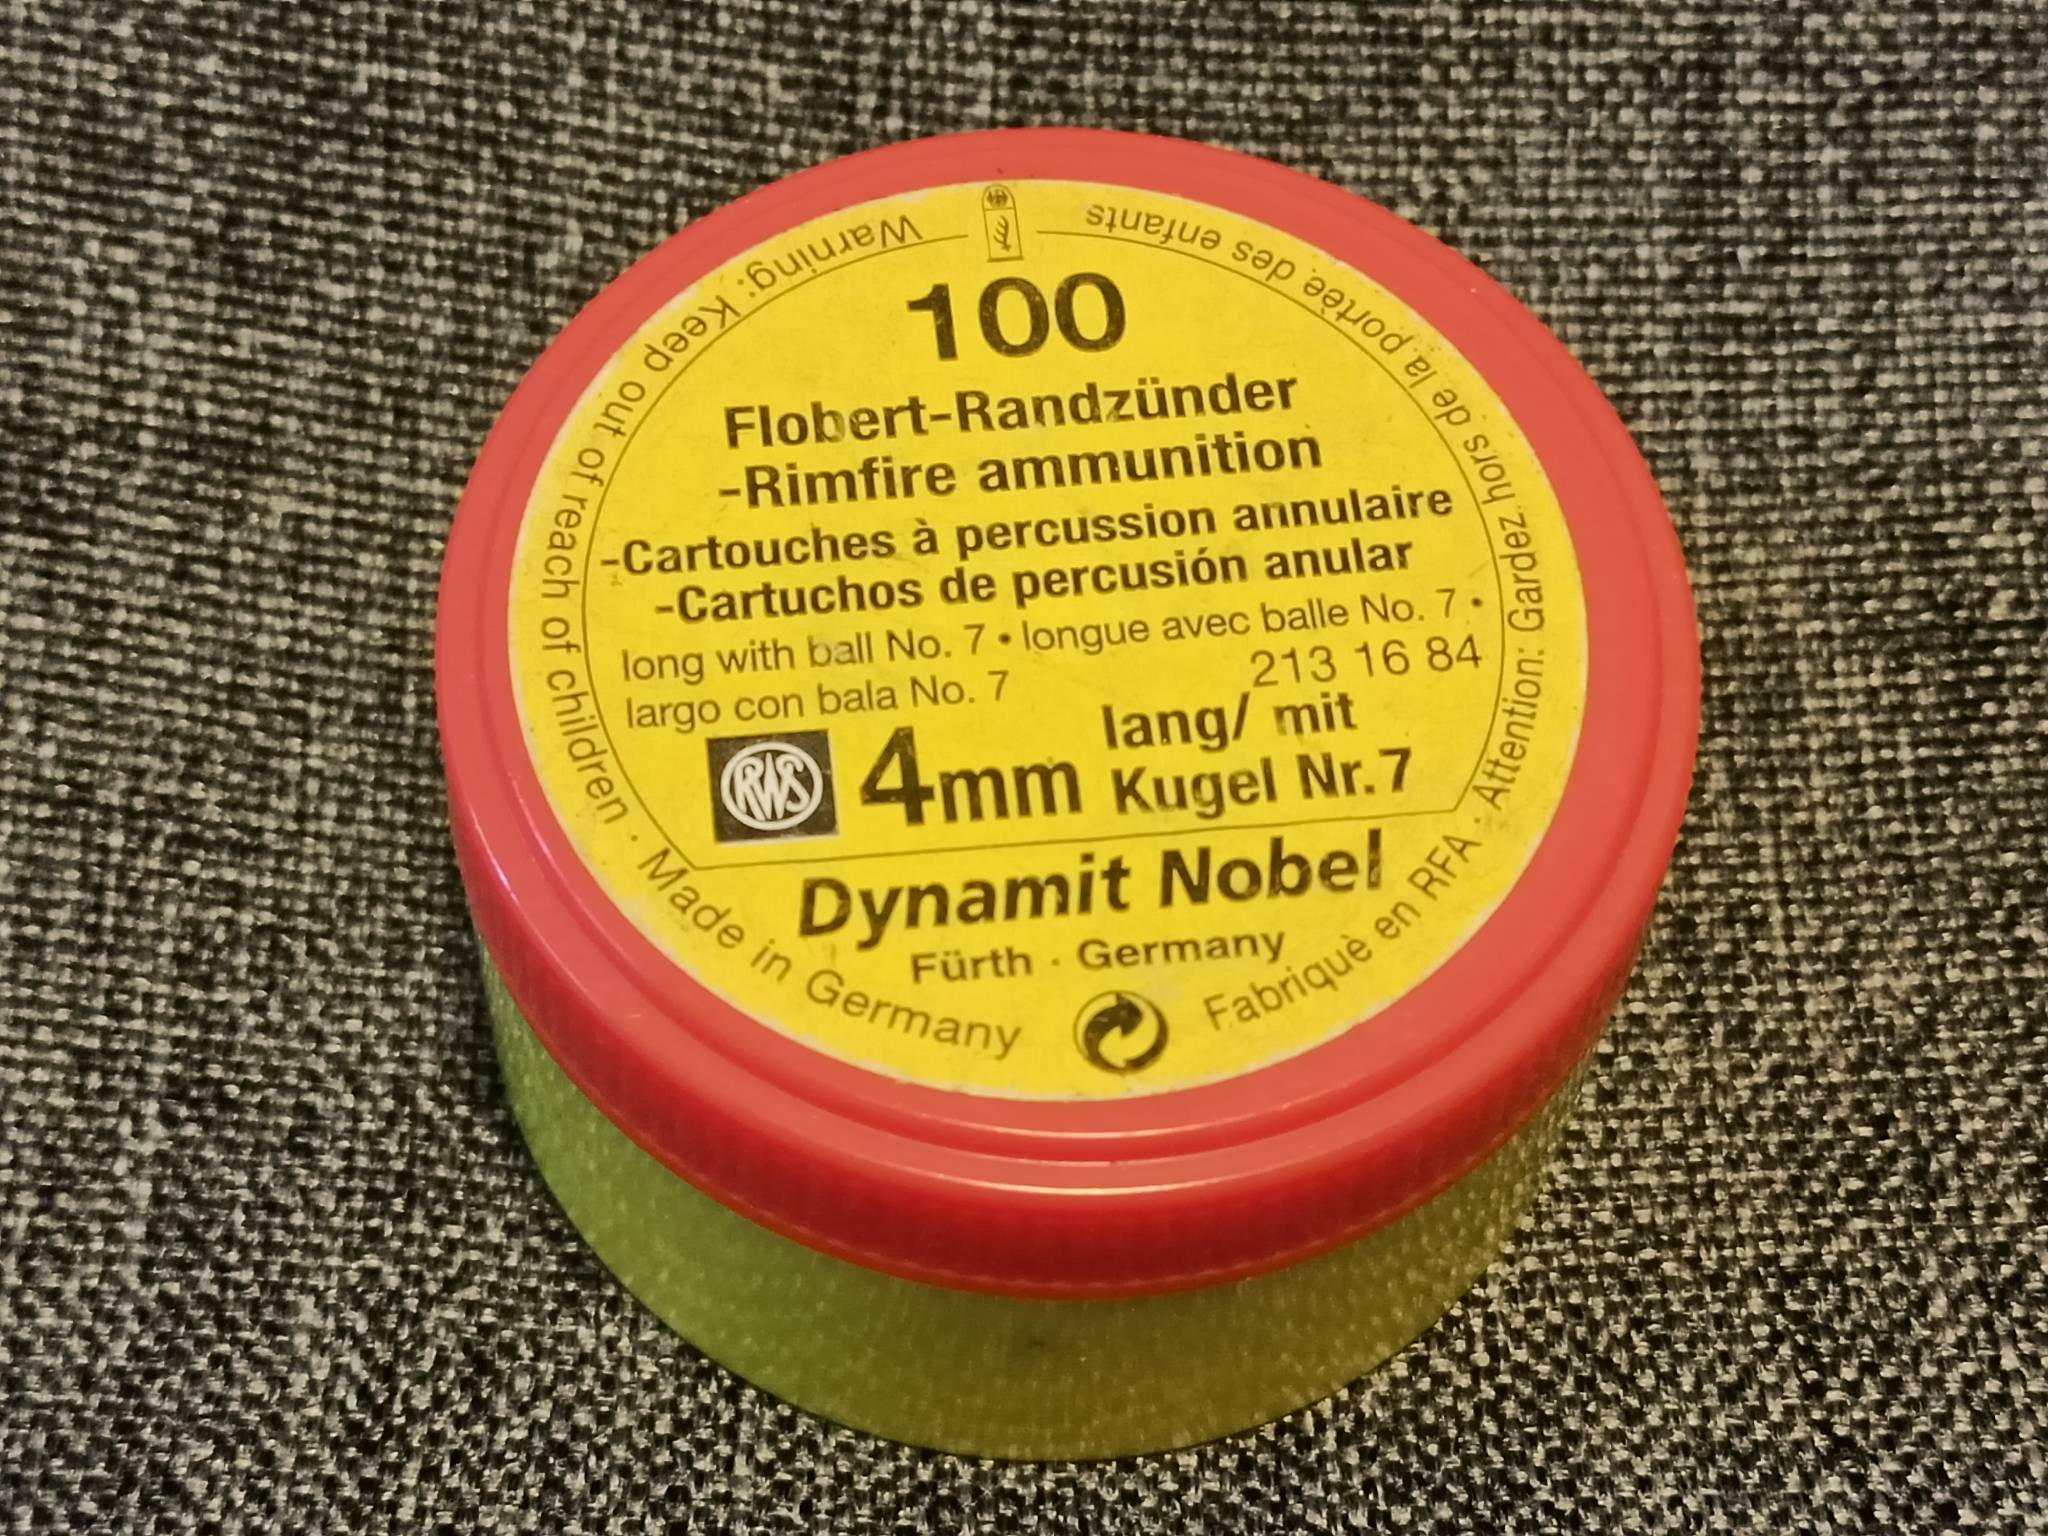 100
Flobert-Randzünder
-Rimfire ammunition
-Cartouches à percussion annulaire
-Cartuchos de percusión anular
long with ball No. 7 • longue avec balle No. 7 •
largo con bala No. 7
213 16 84
RWS
4mm lang/ mit
Kugel Nr. 7
Dynamit Nobel
Fürth · Germany
Warning: Keep out of reach of children · Made in Germany
Fabriquè en RFA · Attention: Gardez hors de la portèe des enfants